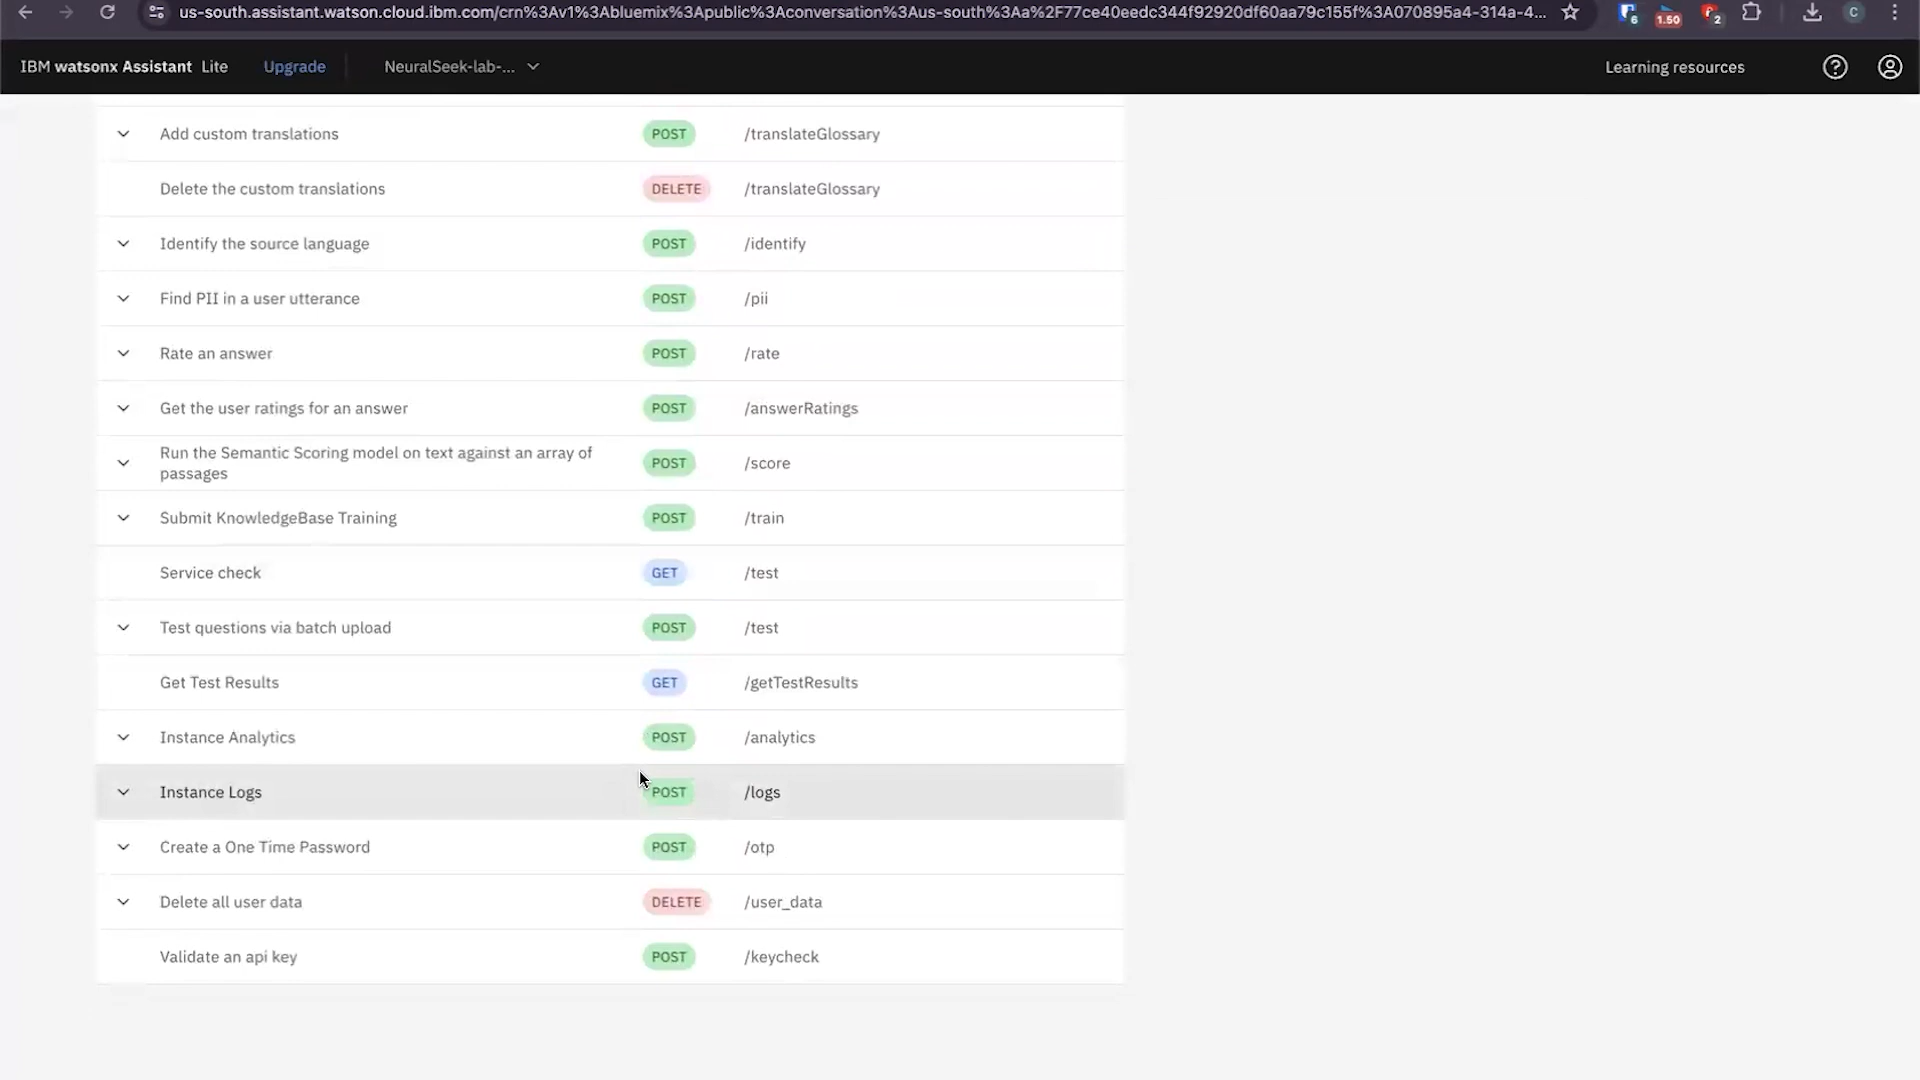 us-south.assistant.watson.cloud.ibm.com/crn%3Av1%3Abluemix%3Apublic%3Aconversation%3Aus-south%3Aa%2F77ce40eedc344f92920df60aa79c155f%3A070895a4-314a-4...
6
1.50
2
C
IBM watsonx Assistant Lite Upgrade NeuralSeek-lab-... Learning resources
Add custom translations POST /translateGlossary
Delete the custom translations DELETE /translateGlossary
Identify the source language POST /identify
Find PII in a user utterance POST /pii
Rate an answer POST /rate
Get the user ratings for an answer POST /answerRatings
Run the Semantic Scoring model on text against an array of
passages POST /score
Submit KnowledgeBase Training POST /train
Service check GET /test
Test questions via batch upload POST /test
Get Test Results GET /getTestResults
Instance Analytics POST /analytics
Instance Logs POST /logs
Create a One Time Password POST /otp
Delete all user data DELETE /user_data
Validate an api key POST /keycheck